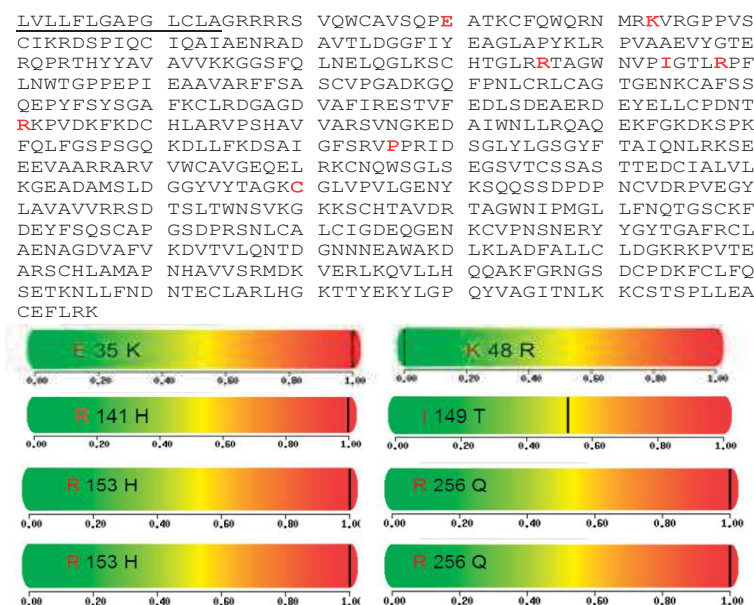 LVLLFLGAPG LCLAGRRRRS VQWCAVSQPE ATKCFQWQRN MRKVRGPPVS
CIKRDSPIQC IQAIAENRAD AVTLDGGFIY EAGLAPYKLR PVAAEVYGTE
RQPRTHYYAV AVVKKGGSFQ LNELQGLKSC HTGLRRTAGW NVPIGTLRPF
LNWTGPPEPI EAAVARFFSA SCVPGADKGQ FPNLCRLCAG TGENKCAFSS
QEPYFSYSGA FKCLRDGAGD VAFIRESTVF EDLSDEAERD EYELLCPDNT
RKPVDKFKDC HLARVPSHAV VARSVNGKED AIWNLLRQAQ EKFGKDKSPK
FQLFGSPSGQ KDLLFKDSAI GFSRVPPRID SGLYLGSGYF TAIQNLRKSE
EEVAARRARV VWCAVGEQEL RKCNQWSGLS EGSVTCSSAS TTEDCIALVL
KGEADAMSLD GGYVYTAGKC GLVPVLGENY KSQQSSDPDP NCVDRPVEGY
LAVAVVRRSD TSLTWNSVKG KKSCHTAVDR TAGWNIPMGL LFNQTGSCKF
DEYFSQSCAP GSDPRSNLCA LCIGDEQGEN KCVPNSNERY YGYTGAFRCL
AENAGDVAFV KDVTVLQNTD GNNNEAWAKD LKLADFALLC LDGKRKPVTE
ARSCHLAMAP NHAVVSRMDK VERLKQVLLH QQAKFGRNGS DCPDKFCLFQ
SETKNLLFND NTECLARLHG KTTYEKYLGP QYVAGITNLK KCSTSPLLEA
CEFLRK
E 35 K K 48 R
0.00 0.20 0.40 0.60 0.80 1.00 0.00 0.20 0.40 0.60 0.80 1.00
R 141 H I 149 T
0.00 0.20 0.40 0.60 0.80 1.00 0.00 0.20 0.40 0.60 0.80 1.00
R 153 H R 256 Q
0.00 0.20 0.40 0.60 0.80 1.00 0.00 0.20 0.40 0.60 0.80 1.00
R 153 H R 256 Q
0.00 0.20 0.40 0.60 0.80 1.00 0.00 0.20 0.40 0.60 0.80 1.00